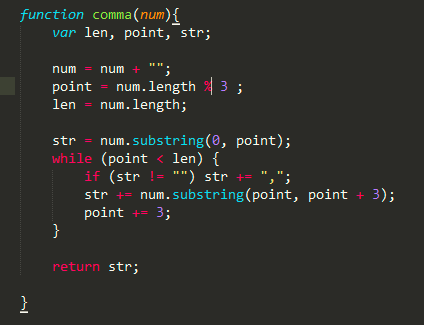 function comma(num){
var len, point, str;
num = num + "";
point = num.length % 3 ;
len = num.length;
str = num.substring(0, point);
while (point < len) {
if (str != "") str += ",";
str += num.substring(point, point + 3);
point += 3;
}
return str;
}